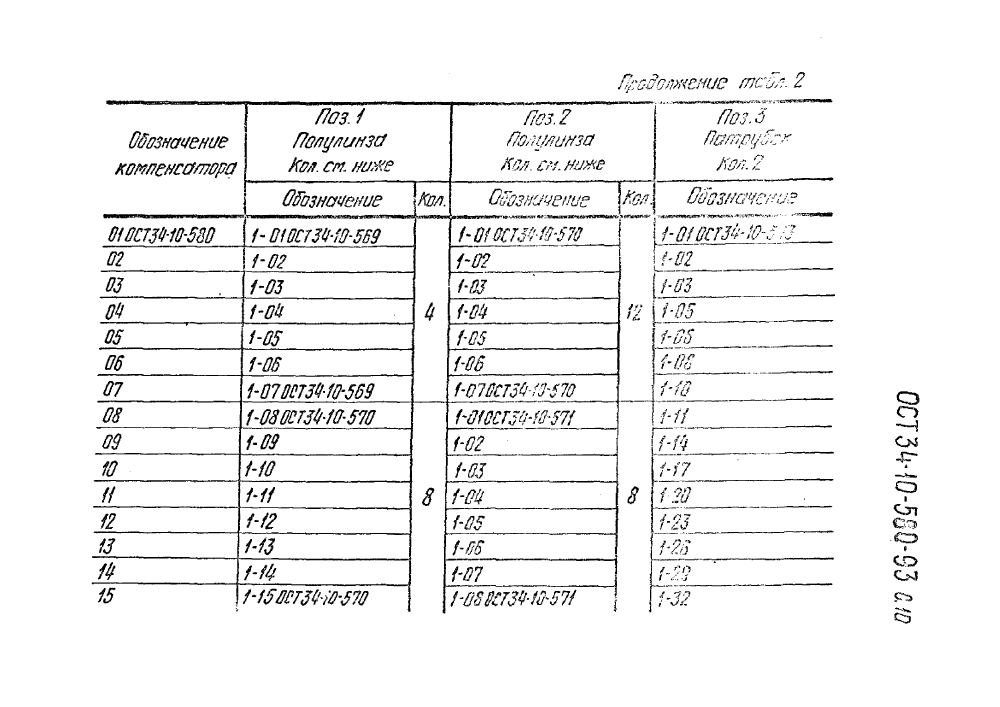 Продолжение табл. 2
Обозначение компенсатора | Поз. 1 Полулинза Кол. см. ниже | Поз. 2 Полулинза Кол. см. ниже | Поз. 3 Патрубок Кол. 2
Обозначение | Кол. | Обозначение | Кол. | Обозначение
01 ОСТ34-10-580 | 1-01 ОСТ34-10-569 | 4 | 1-01 ОСТ34-10-570 | 12 | 1-01 ОСТ34-10-
02 | 1-02 | 1-02 | 1-02
03 | 1-03 | 1-03 | 1-03
04 | 1-04 | 1-04 | 1-05
05 | 1-05 | 1-05 |
06 | 1-06 | 1-06 | 1-08
07 | 1-07 ОСТ34-10-569 | 1-07 ОСТ34-10-570 | 1-10
08 | 1-08 ОСТ34-10-570 | 8 | 1-01 ОСТ34-10-571 | 8 | 1-11
09 | 1-09 | 1-02 | 1-14
10 | 1-10 | 1-03 | 1-17
11 | 1-11 | 1-04 | 1-20
12 | 1-12 | 1-05 | 1-23
13 | 1-13 | 1-06 | 1-26
14 | 1-14 | 1-07 | 1-29
15 | 1-15 ОСТ34-10-570 | 1-08 ОСТ34-10-571 | 1-32
ОСТ 34-10-580-93 с.10